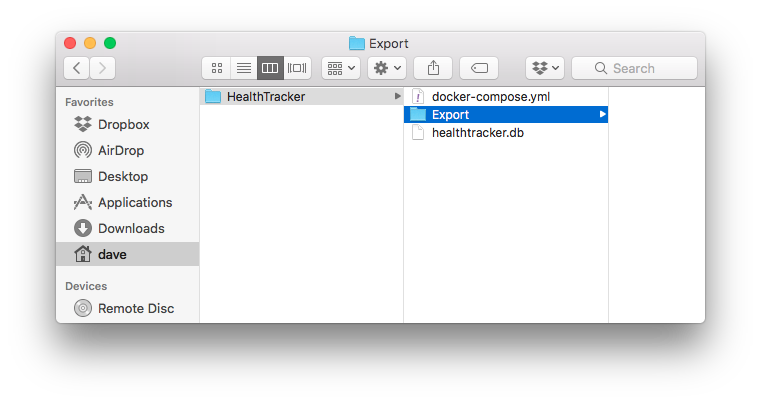 Export
Search
Favorites
Dropbox
AirDrop
Desktop
Applications
Downloads
dave
Devices
Remote Disc
HealthTracker
docker-compose.yml
Export
healthtracker.db